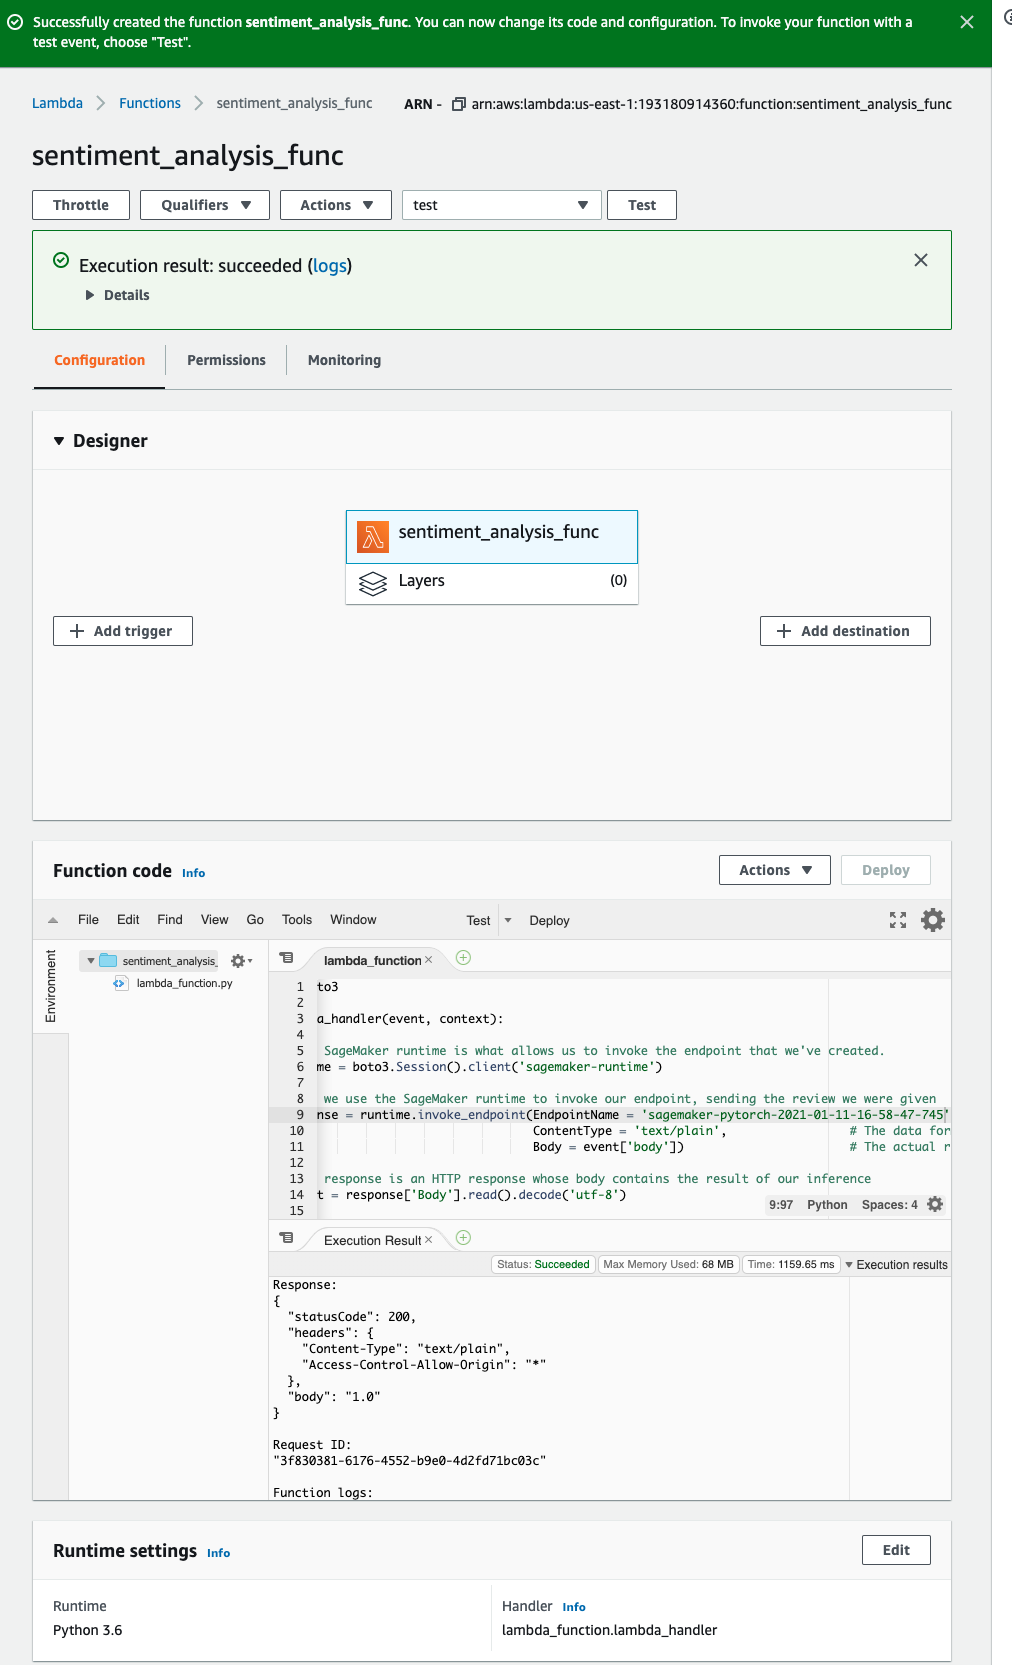 Successfully created the function sentiment_analysis_func. You can now change its code and configuration. To invoke your function with a
test event, choose "Test".
Lambda > Functions > sentiment_analysis_func ARN - arn:aws:lambda:us-east-1:193180914360:function:sentiment_analysis_func
sentiment_analysis_func
Throttle Qualifiers Actions test Test
Execution result: succeeded (logs)
Details
Configuration Permissions Monitoring
Designer
sentiment_analysis_func
Layers (0)
+ Add trigger + Add destination
Function code Info Actions Deploy
File Edit Find View Go Tools Window Test Deploy
Environment
sentiment_analysis_
lambda_function.py
lambda_function ×
1 to3
2
3 a_handler(event, context):
4
5 SageMaker runtime is what allows us to invoke the endpoint that we've created.
6 me = boto3.Session().client('sagemaker-runtime')
7
8 we use the SageMaker runtime to invoke our endpoint, sending the review we were given
9 nse = runtime.invoke_endpoint(EndpointName = 'sagemaker-pytorch-2021-01-11-16-58-47-745'
10 ContentType = 'text/plain', # The data for
11 Body = event['body']) # The actual r
12
13 response is an HTTP response whose body contains the result of our inference
14 t = response['Body'].read().decode('utf-8')
15
9:97 Python Spaces: 4
Execution Result ×
Status: Succeeded Max Memory Used: 68 MB Time: 1159.65 ms Execution results
Response:
{
"statusCode": 200,
"headers": {
"Content-Type": "text/plain",
"Access-Control-Allow-Origin": "*"
},
"body": "1.0"
}
Request ID:
"3f830381-6176-4552-b9e0-4d2fd71bc03c"
Function logs:
Runtime settings Info Edit
Runtime
Python 3.6
Handler Info
lambda_function.lambda_handler